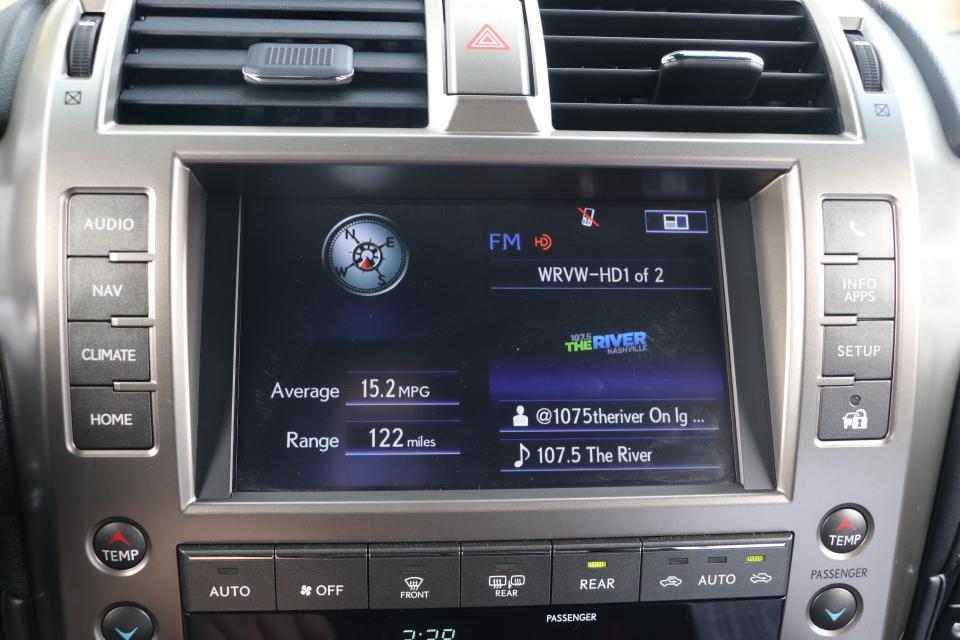 AUDIO
NAV
CLIMATE
HOME
N
E
W
S
Average 15.2 MPG
Range 122 miles
FM HD
WRVW-HD1 of 2
107.5
THE RIVER
NASHVILLE
@1075theriver On Ig ...
107.5 The River
INFO
APPS
SETUP
TEMP
AUTO
OFF
FRONT
REAR
REAR
AUTO
TEMP
PASSENGER
PASSENGER